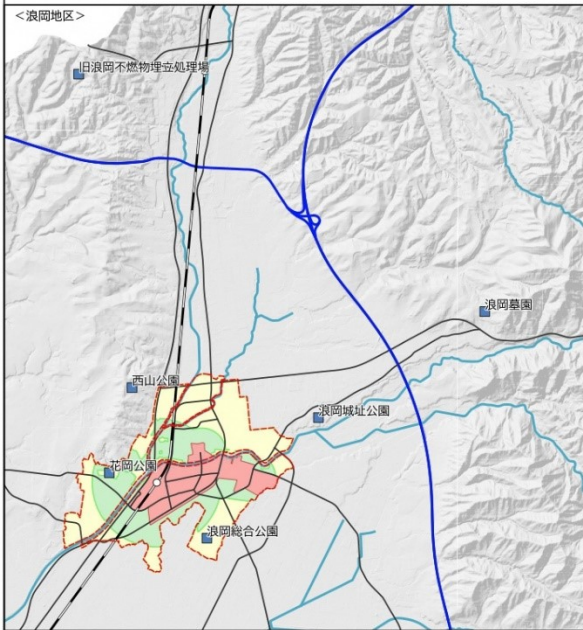 <浪岡地区>
旧浪岡不燃物埋立処理場
浪岡墓園
西山公園
浪岡城址公園
花岡公園
浪岡総合公園